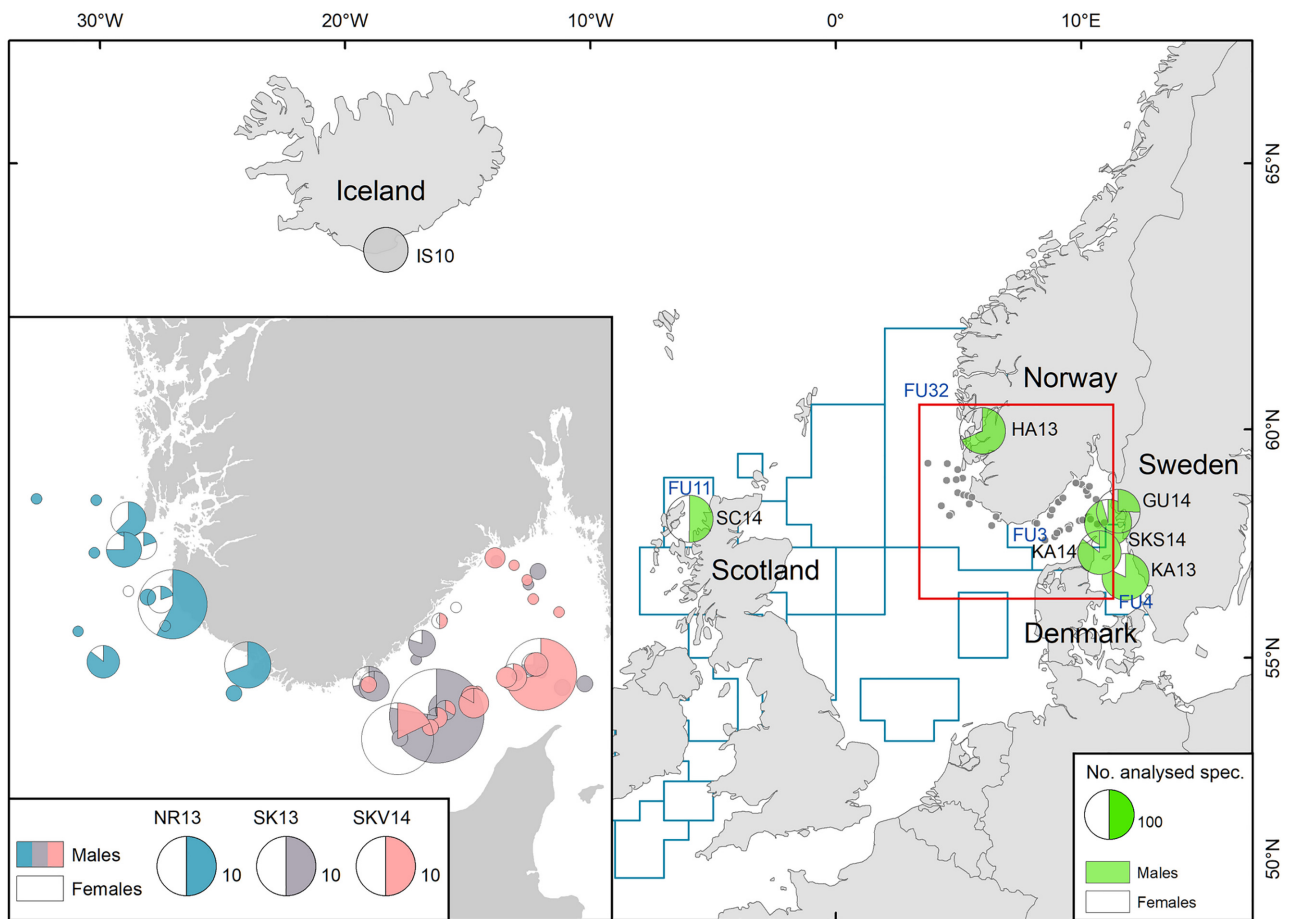 30°W 20°W 10°W 0° 10°E
65°N
Iceland
IS10
Norway
FU32
60°N
HA13
Sweden
FU11
GU14
SC14
FU3
SKS14
KA14
Scotland
KA13
FU4
Denmark
55°N
No. analysed spec.
100
Males
Females
50°N
NR13 SK13 SKV14
Males
10 10 10
Females